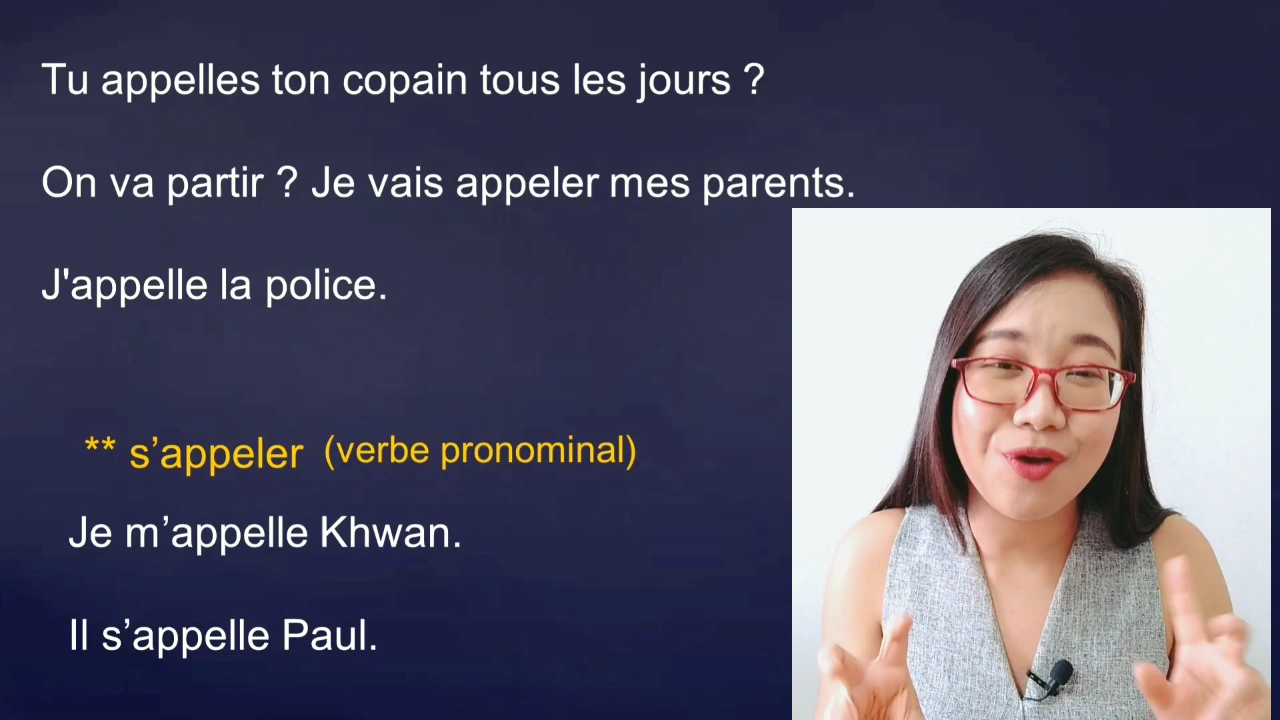 Tu appelles ton copain tous les jours ?
On va partir ? Je vais appeler mes parents.
J'appelle la police.
** s’appeler (verbe pronominal)
Je m’appelle Khwan.
Il s’appelle Paul.